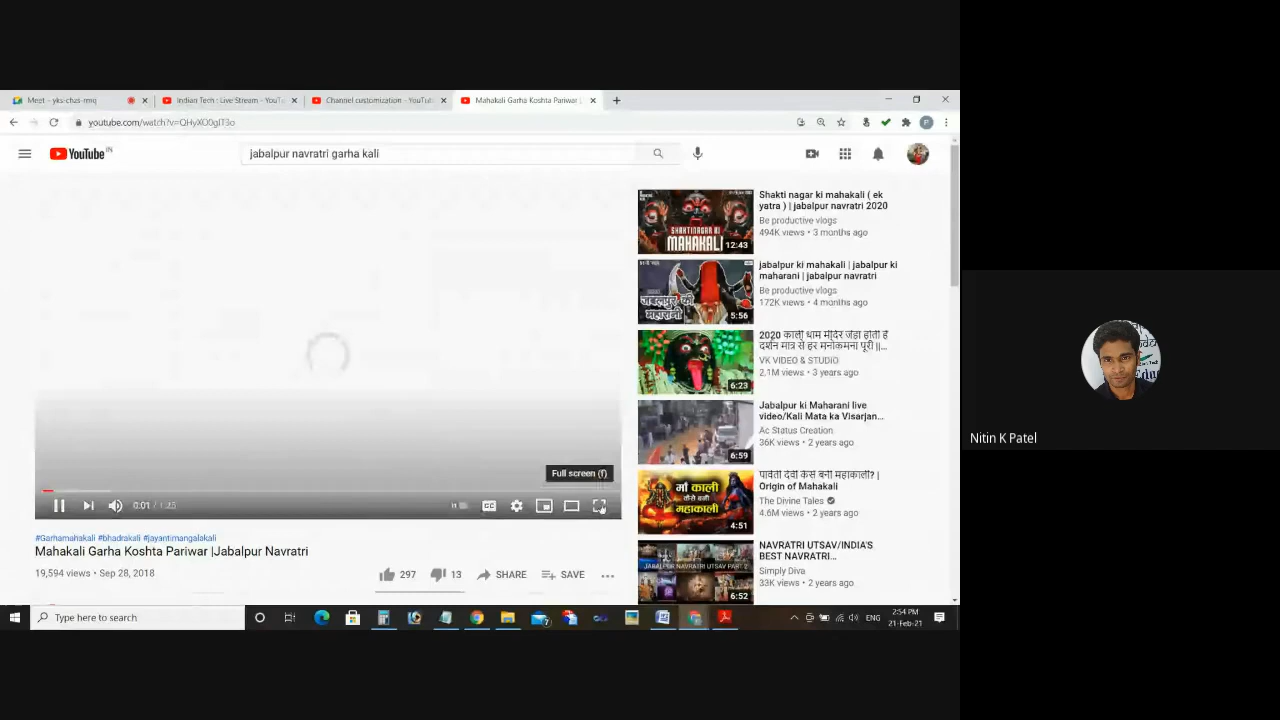 Indian Tech : Live Stream - YouTu
Channel customization - YouTub
Mahakali Garha Koshta Pariwar |
youtube.com/watch?v=QHyXO0gIT3o
YouTube IN
jabalpur navratri garha kali
Shakti nagar ki mahakali ( ek
yatra ) | jabalpur navratri 2020
Be productive vlogs
494K views • 3 months ago
SHAKTINAGAR KI
MAHAKALI
12:43
jabalpur ki mahakali | jabalpur ki
maharani | jabalpur navratri
Be productive vlogs
172K views • 4 months ago
जबलपुर की
महारानी
5:56
2020 काली धाम मंदिर जहा होती है
दर्शन मात्र से हर मनोकमना पूरी ||...
VK VIDEO & STUDIO
2.1M views • 3 years ago
6:23
Jabalpur ki Maharani live
video/Kali Mata ka Visarjan...
Ac Status Creation
36K views • 2 years ago
6:59
पार्वती देवी कैसे बनी महाकाली? |
Origin of Mahakali
The Divine Tales
4.6M views • 2 years ago
माँ काली
कैसे बनी
महाकाली
4:51
NAVRATRI UTSAV/INDIA'S
BEST NAVRATRI...
Simply Diva
33K views • 2 years ago
JABALPUR NAVRATRI UTSAV PART 2
6:52
Full screen (f)
0:01 / 1:23
#Garhamahakali #bhadrakali #jayantimangalakali
Mahakali Garha Koshta Pariwar |Jabalpur Navratri
19,594 views • Sep 28, 2018
297
13
SHARE
SAVE
Type here to search
ENG
2:54 PM
21-Feb-21
Nitin K Patel